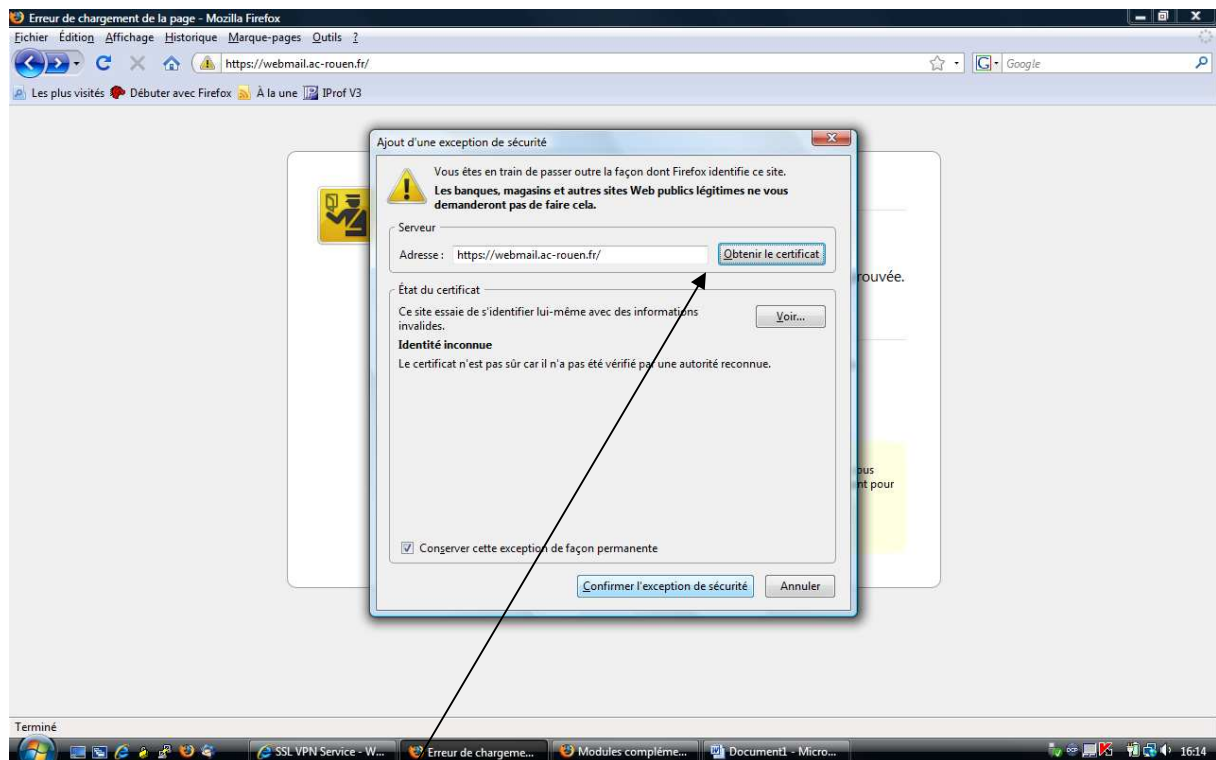 Erreur de chargement de la page - Mozilla Firefox
Fichier Édition Affichage Historique Marque-pages Outils ?
https://webmail.ac-rouen.fr/
G Google
Les plus visités Débuter avec Firefox À la une IProf V3
Ajout d'une exception de sécurité
Vous êtes en train de passer outre la façon dont Firefox identifie ce site.
Les banques, magasins et autres sites Web publics légitimes ne vous
demanderont pas de faire cela.
Serveur
Adresse : https://webmail.ac-rouen.fr/ Obtenir le certificat
rouvée.
État du certificat
Ce site essaie de s'identifier lui-même avec des informations
invalides.
Voir...
Identité inconnue
Le certificat n'est pas sûr car il n'a pas été vérifié par une autorité reconnue.
ous
nt pour
Conserver cette exception de façon permanente
Confirmer l'exception de sécurité Annuler
Terminé
SSL VPN Service - W... Erreur de chargeme... Modules compléme... Document1 - Micro... 16:14